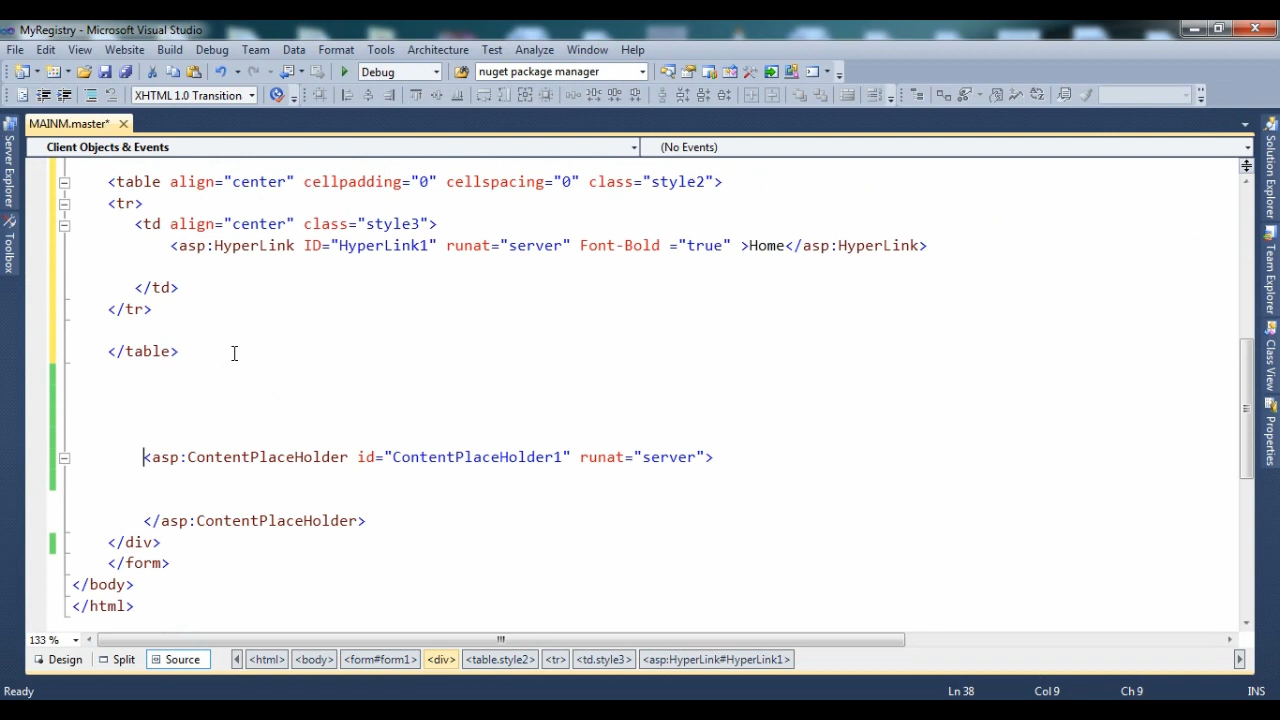 MyRegistry - Microsoft Visual Studio
File Edit View Website Build Debug Team Data Format Tools Architecture Test Analyze Window Help
Debug nuget package manager
XHTML 1.0 Transition
MAINM.master*
Client Objects & Events (No Events)
<table align="center" cellpadding="0" cellspacing="0" class="style2">
<tr>
<td align="center" class="style3">
<asp:HyperLink ID="HyperLink1" runat="server" Font-Bold ="true" >Home</asp:HyperLink>
</td>
</tr>
</table>
<asp:ContentPlaceHolder id="ContentPlaceHolder1" runat="server">
</asp:ContentPlaceHolder>
</div>
</form>
</body>
</html>
133 %
Design Split Source <html> <body> <form#form1> <div> <table.style2> <tr> <td.style3> <asp:HyperLink#HyperLink1>
Ready Ln 38 Col 9 Ch 9 INS
Server Explorer
Toolbox
Solution Explorer
Team Explorer
Class View
Properties